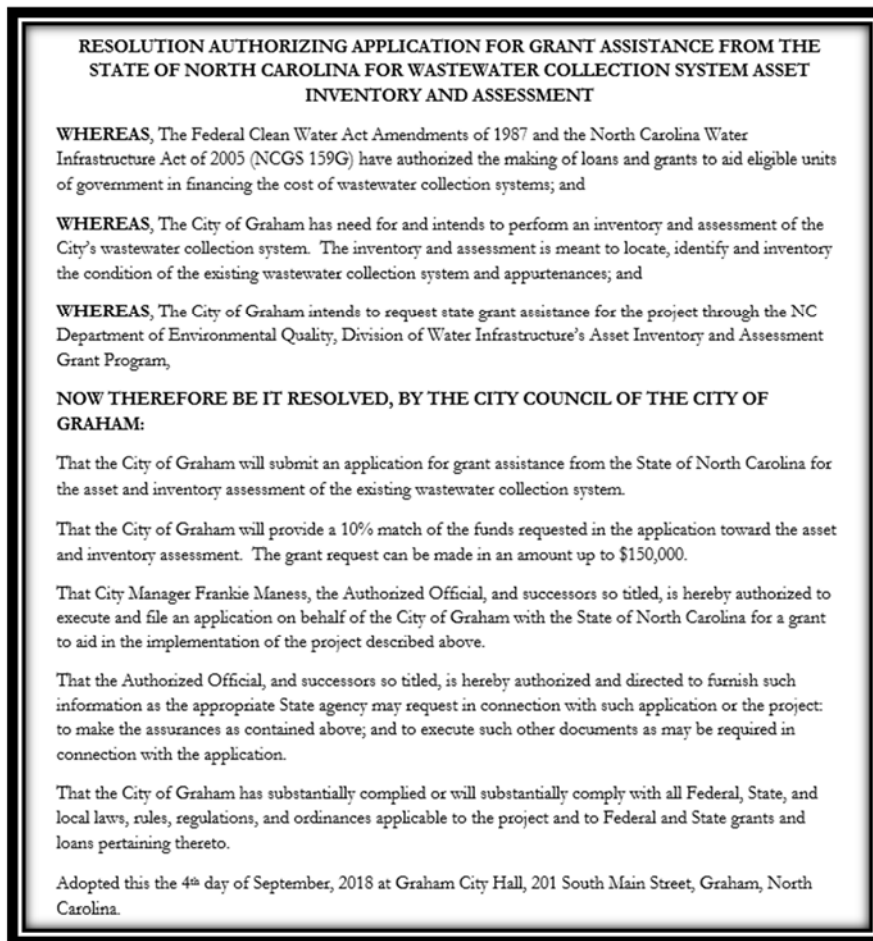 RESOLUTION AUTHORIZING APPLICATION FOR GRANT ASSISTANCE FROM THE
STATE OF NORTH CAROLINA FOR WASTEWATER COLLECTION SYSTEM ASSET
INVENTORY AND ASSESSMENT
WHEREAS, The Federal Clean Water Act Amendments of 1987 and the North Carolina Water
Infrastructure Act of 2005 (NCGS 159G) have authorized the making of loans and grants to aid eligible units
of government in financing the cost of wastewater collection systems; and
WHEREAS, The City of Graham has need for and intends to perform an inventory and assessment of the
City's wastewater collection system. The inventory and assessment is meant to locate, identify and inventory
the condition of the existing wastewater collection system and appurtenances; and
WHEREAS, The City of Graham intends to request state grant assistance for the project through the NC
Department of Environmental Quality, Division of Water Infrastructure's Asset Inventory and Assessment
Grant Program,
NOW THEREFORE BE IT RESOLVED, BY THE CITY COUNCIL OF THE CITY OF
GRAHAM:
That the City of Graham will submit an application for grant assistance from the State of North Carolina for
the asset and inventory assessment of the existing wastewater collection system.
That the City of Graham will provide a 10% match of the funds requested in the application toward the asset
and inventory assessment. The grant request can be made in an amount up to $150,000.
That City Manager Frankie Maness, the Authorized Official, and successors so titled, is hereby authorized to
execute and file an application on behalf of the City of Graham with the State of North Carolina for a grant
to aid in the implementation of the project described above.
That the Authorized Official, and successors so titled, is hereby authorized and directed to furnish such
information as the appropriate State agency may request in connection with such application or the project:
to make the assurances as contained above; and to execute such other documents as may be required in
connection with the application.
That the City of Graham has substantially complied or will substantially comply with all Federal, State, and
local laws, rules, regulations, and ordinances applicable to the project and to Federal and State grants and
loans pertaining thereto.
Adopted this the 4th day of September, 2018 at Graham City Hall, 201 South Main Street, Graham, North
Carolina.